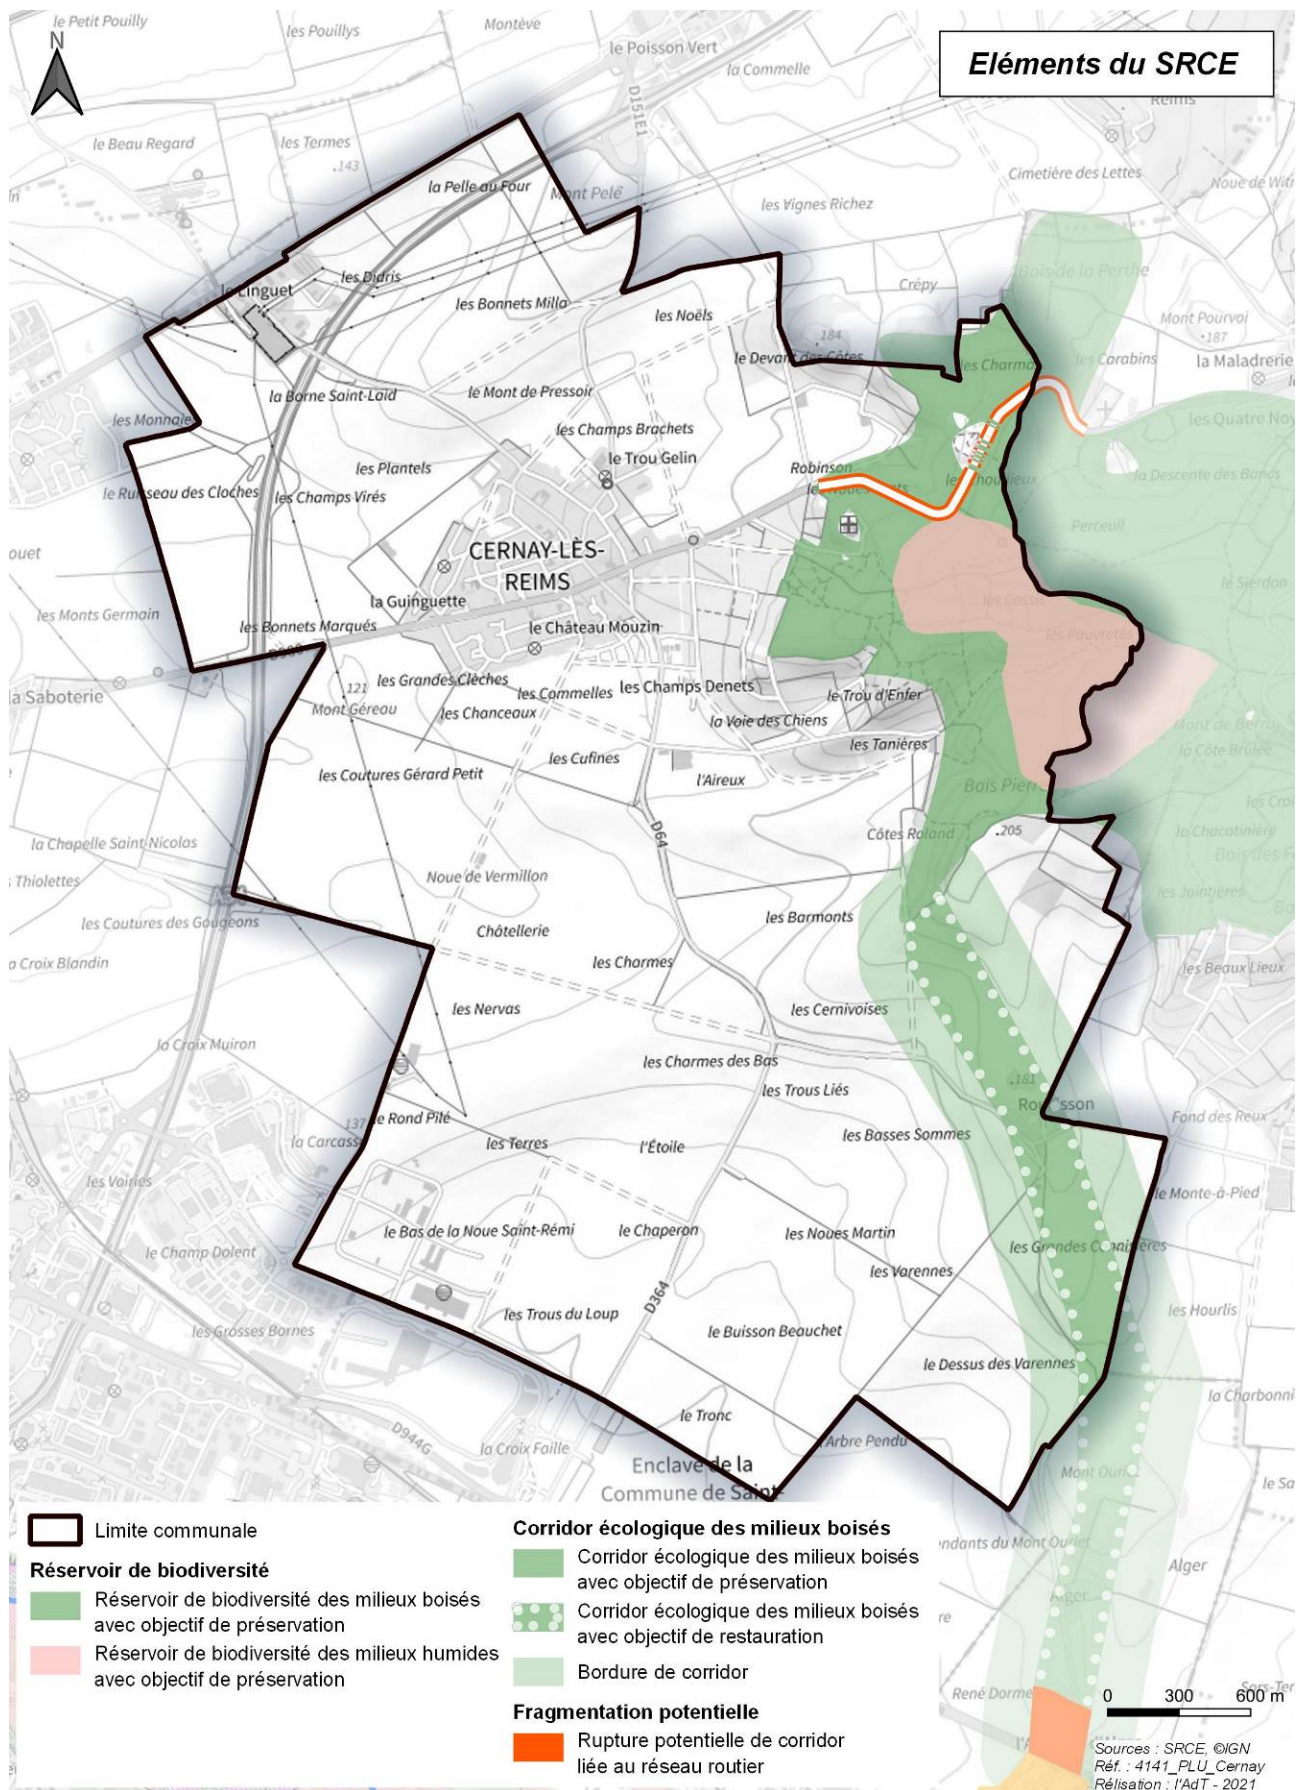 le Petit Pouilly
les Pouillys
Montève
le Poisson Vert
la Commelle
N
Eléments du SRCE
Reims
D151E1
le Beau Regard
les Termes
143
la Pelle au Four
Mont Pelé
les Vignes Richez
Cimetière des Lettes
le Linguet
les Didris
les Bonnets Milla
les Noëls
Crépy
Bois de la Perthe
Mont Pourvoi
187
184
le Devant des Côtes
les Carabins
la Maladrerie
la Borne Saint-Laid
le Mont de Pressoir
les Monnaies
les Champs Brachets
les Plantels
le Trou Gelin
Robinson
la Descente des Bancs
le Ruisseau des Cloches
les Champs Virés
Perceuil
CERNAY-LÈS-
REIMS
le Sierdon
les Monts Germain
la Guinguette
les Cossis
les Bonnets Marqués
le Château Mouzin
les Pauvretés
la Saboterie
121
Mont Géreau
les Grandes Clèches
les Commelles
les Champs Denets
le Trou d'Enfer
les Chanceaux
la Voie des Chiens
Mont de Berru
la Côte Brûlée
les Cufines
les Tanières
les Coutures Gérard Petit
l'Aireux
D64
Côtes Roland
205
la Chapelle Saint-Nicolas
la Chacotinière
Thiolettes
Noue de Vermillon
les Jointières
les Coutures des Gougeons
Châtellerie
les Barmonts
la Croix Blandin
les Charmes
les Beaux Lieux
les Nervas
les Cernivoises
la Croix Muiron
les Charmes des Bas
les Trous Liés
181
le Rond Pilé
137
la Carcasse
les Terres
l'Étoile
les Basses Sommes
Fond des Reux
les Voiries
le Monte-à-Pied
le Bas de la Noue Saint-Rémi
le Chaperon
les Noues Martin
le Champ Dolent
les Varennes
D364
les Trous du Loup
les Hourlis
les Grosses Bornes
le Buisson Beauchet
le Dessus des Varennes
la Charbonni
le Tronc
D944G
la Croix Faille
l'Arbre Pendu
Enclave de la
Commune de Saint-
Mont Ouriet
endants du Mont Ouriet
Alger
Alger
René Dorme
Limite communale
Réservoir de biodiversité
Réservoir de biodiversité des milieux boisés
avec objectif de préservation
Réservoir de biodiversité des milieux humides
avec objectif de préservation
Corridor écologique des milieux boisés
Corridor écologique des milieux boisés
avec objectif de préservation
Corridor écologique des milieux boisés
avec objectif de restauration
Bordure de corridor
Fragmentation potentielle
Rupture potentielle de corridor
liée au réseau routier
0 300 600 m
Sources : SRCE, ©IGN
Réf. : 4141_PLU_Cernay
Rélisation : l'AdT - 2021